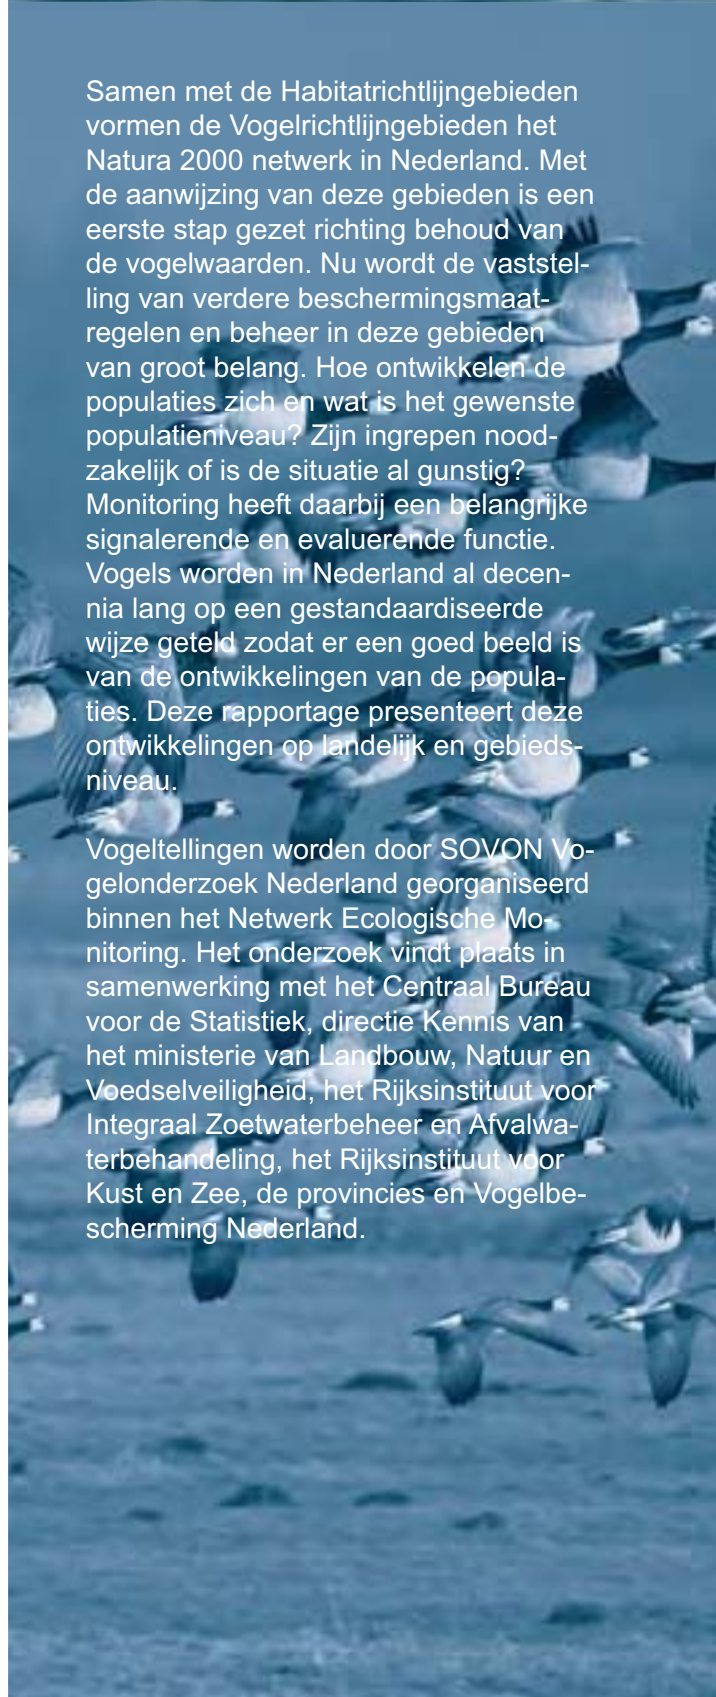 Samen met de Habitatrichtlijngebieden
vormen de Vogelrichtlijngebieden het
Natura 2000 netwerk in Nederland. Met
de aanwijzing van deze gebieden is een
eerste stap gezet richting behoud van
de vogelwaarden. Nu wordt de vaststel-
ling van verdere beschermingsmaat-
regelen en beheer in deze gebieden
van groot belang. Hoe ontwikkelen de
populaties zich en wat is het gewenste
populatieniveau? Zijn ingrepen nood-
zakelijk of is de situatie al gunstig?
Monitoring heeft daarbij een belangrijke
signalerende en evaluerende functie.
Vogels worden in Nederland al decen-
nia lang op een gestandaardiseerde
wijze geteld zodat er een goed beeld is
van de ontwikkelingen van de popula-
ties. Deze rapportage presenteert deze
ontwikkelingen op landelijk en gebieds-
niveau.

Vogeltellingen worden door SOVON Vo-
gelonderzoek Nederland georganiseerd
binnen het Netwerk Ecologische Mo-
nitoring. Het onderzoek vindt plaats in
samenwerking met het Centraal Bureau
voor de Statistiek, directie Kennis van
het ministerie van Landbouw, Natuur en
Voedselveiligheid, het Rijksinstituut voor
Integraal Zoetwaterbeheer en Afvalwa-
terbehandeling, het Rijksinstituut voor
Kust en Zee, de provincies en Vogelbe-
scherming Nederland.